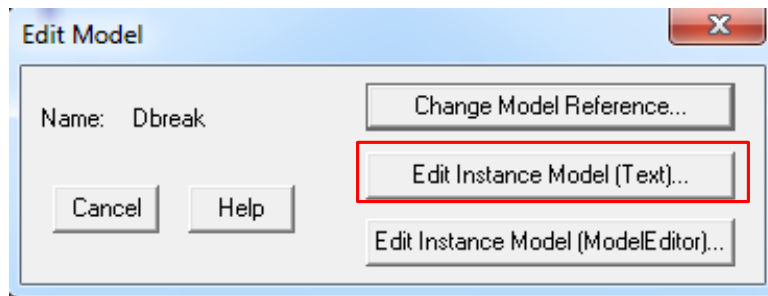 Edit Model
X
Name: Dbreak
Change Model Reference...
Edit Instance Model (Text)...
Cancel Help
Edit Instance Model (ModelEditor)...